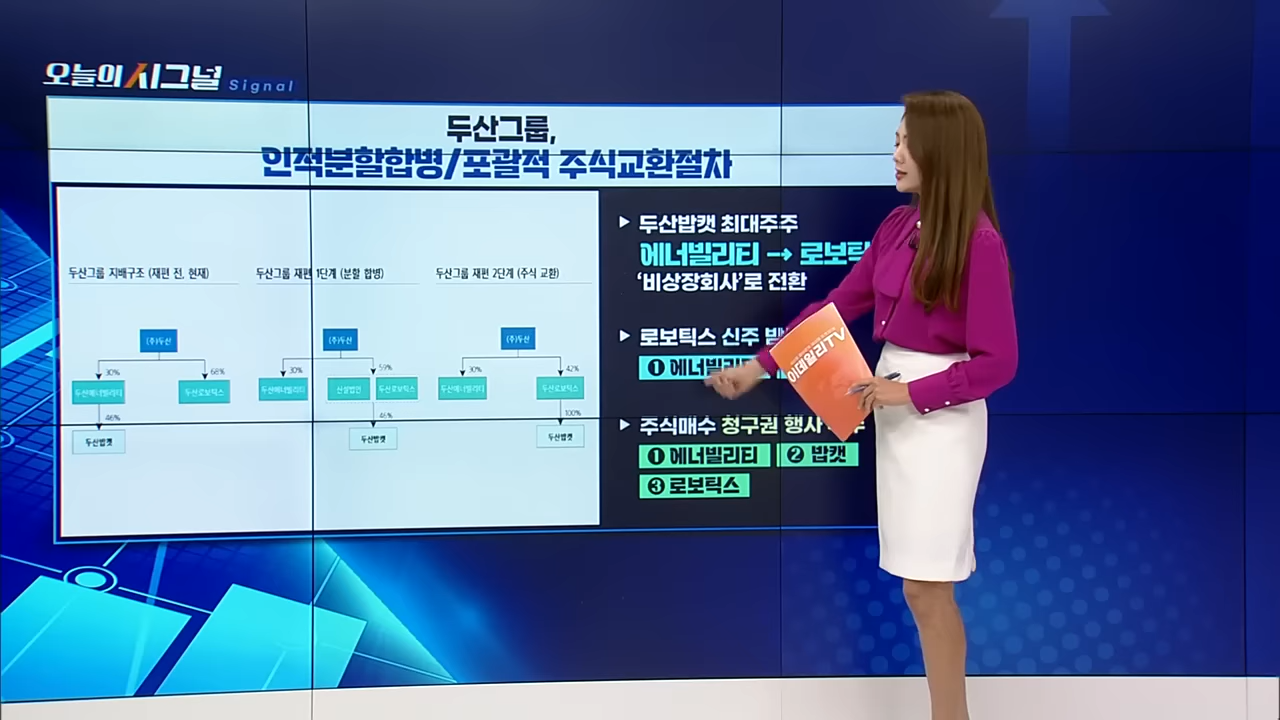 오늘의 시그널 Signal
두산그룹,
인적분할합병/포괄적 주식교환절차
두산그룹 지배구조 (재편 전, 현재)
(주)두산
30%
68%
두산에너빌리티
두산로보틱스
46%
두산밥캣
두산그룹 재편 1단계 (분할 합병)
(주)두산
30%
59%
두산에너빌리티
신설법인
두산로보틱스
46%
두산밥캣
두산그룹 재편 2단계 (주식 교환)
(주)두산
30%
42%
두산에너빌리티
두산로보틱스
100%
두산밥캣
▶ 두산밥캣 최대주주
에너빌리티 → 로보틱
'비상장회사'로 전환
▶ 로보틱스 신주
❶ 에너빌리
▶ 주식매수 청구권 행사
❶ 에너빌리티 ❷ 밥캣
❸ 로보틱스
이데일리TV